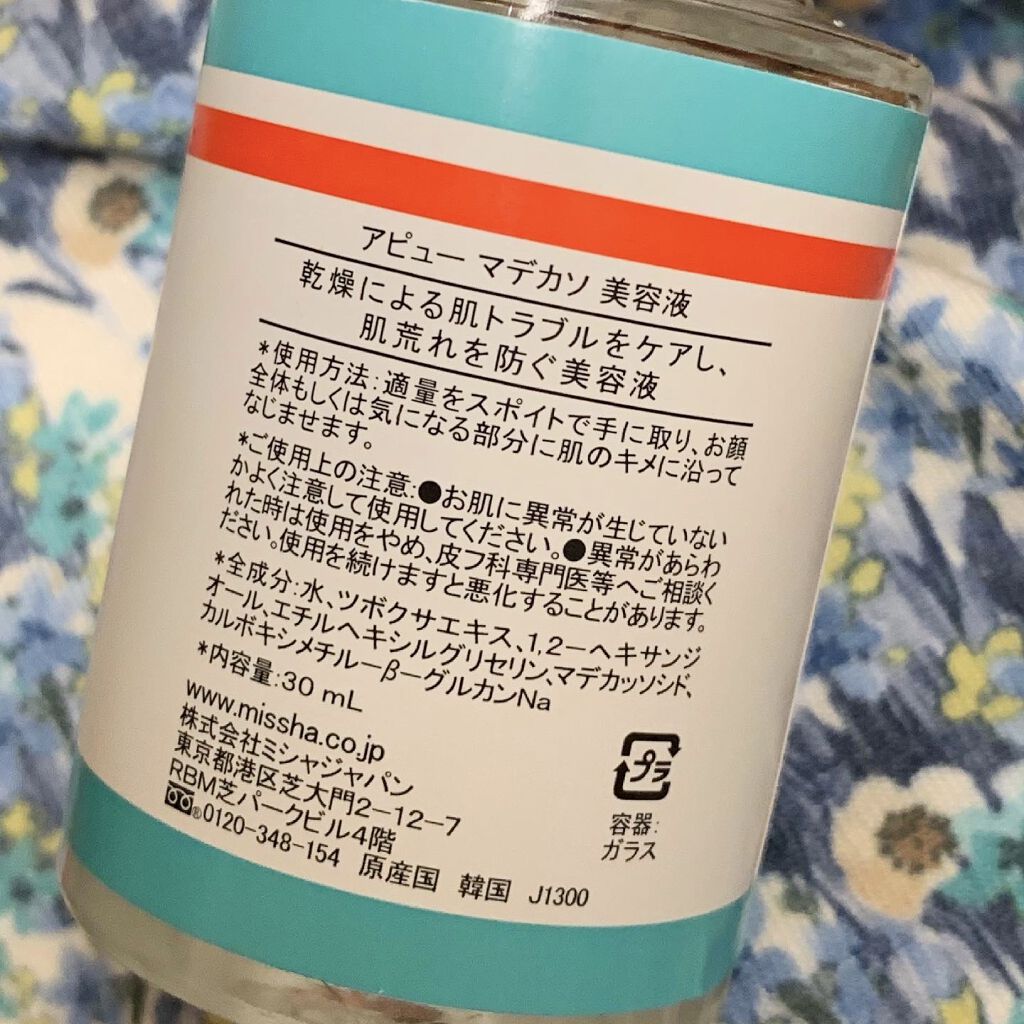 アピュー マデカソ 美容液
乾燥による肌トラブルをケアし、
肌荒れを防ぐ美容液
*使用方法:適量をスポイトで手に取り、お顔
全体もしくは気になる部分に肌のキメに沿って
なじませます。
*ご使用上の注意:●お肌に異常が生じていない
かよく注意して使用してください。●異常があらわ
れた時は使用をやめ、皮フ科専門医等へご相談く
ださい。使用を続けますと悪化することがあります。
*全成分:水、ツボクサエキス、1,2-ヘキサンジ
オール、エチルヘキシルグリセリン、マデカッソシド、
カルボキシメチル-β-グルカンNa
*内容量:30 mL
www.missha.co.jp
株式会社ミシャジャパン
東京都港区芝大門2-12-7
RBM芝パークビル4階
®0120-348-154 原産国 韓国 J1300
プラ
容器:
ガラス